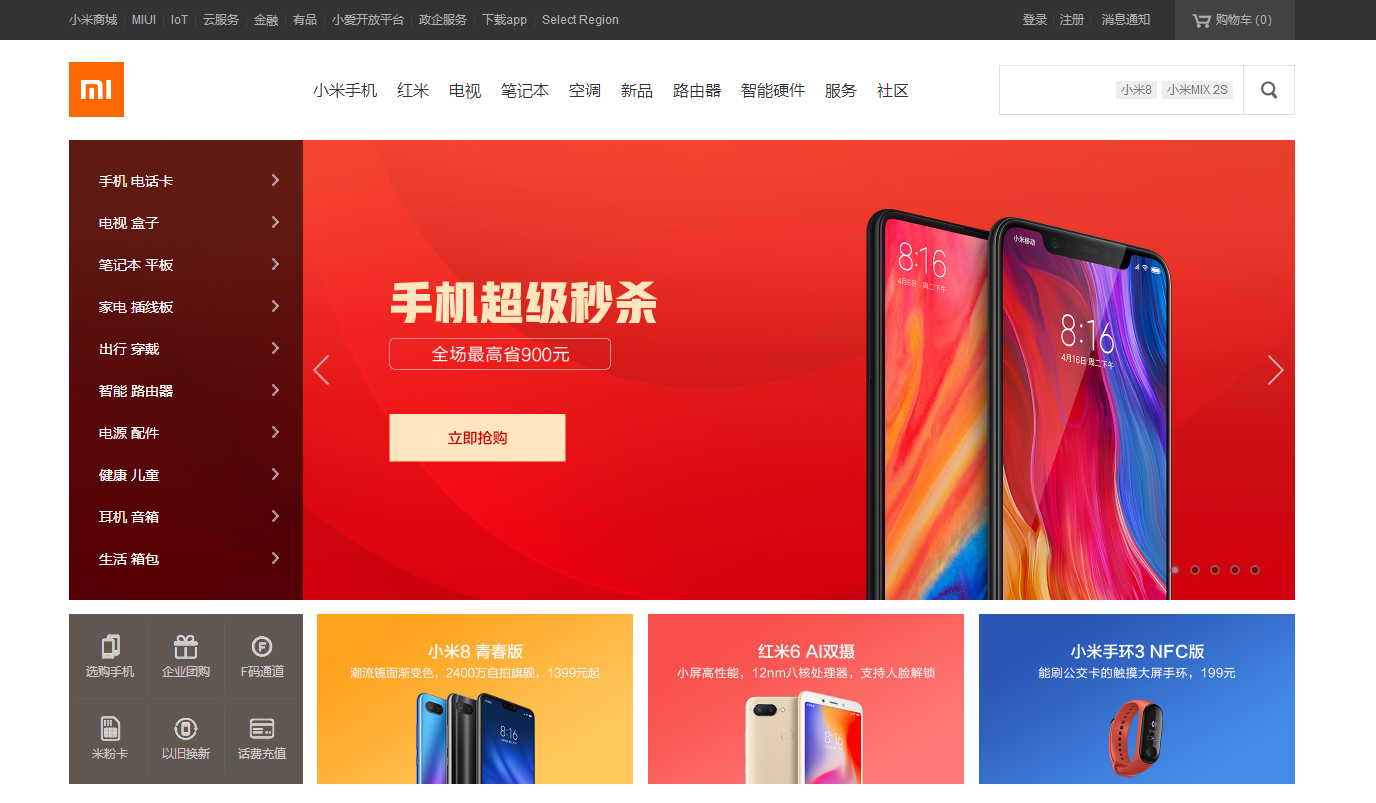 小米商城 MIUI IoT 云服务 金融 有品 小爱开放平台 政企服务 下载app Select Region 登录 注册 消息通知 购物车 (0)
mi
小米手机 红米 电视 笔记本 空调 新品 路由器 智能硬件 服务 社区 小米8 小米MIX 2S
手机 电话卡
电视 盒子
笔记本 平板
家电 插线板
出行 穿戴
智能 路由器
电源 配件
健康 儿童
耳机 音箱
生活 箱包
手机超级秒杀
全场最高省900元
立即抢购
8:16
4月6日 周二下午
小米移动
8:16
4月16日 周二下午
选购手机 企业团购 F码通道
米粉卡 以旧换新 话费充值
小米8 青春版
潮流镜面渐变色，2400万自拍旗舰，1399元起
8:16
红米6 AI双摄
小屏高性能，12nm八核处理器，支持人脸解锁
8:16
小米手环3 NFC版
能刷公交卡的触摸大屏手环，199元